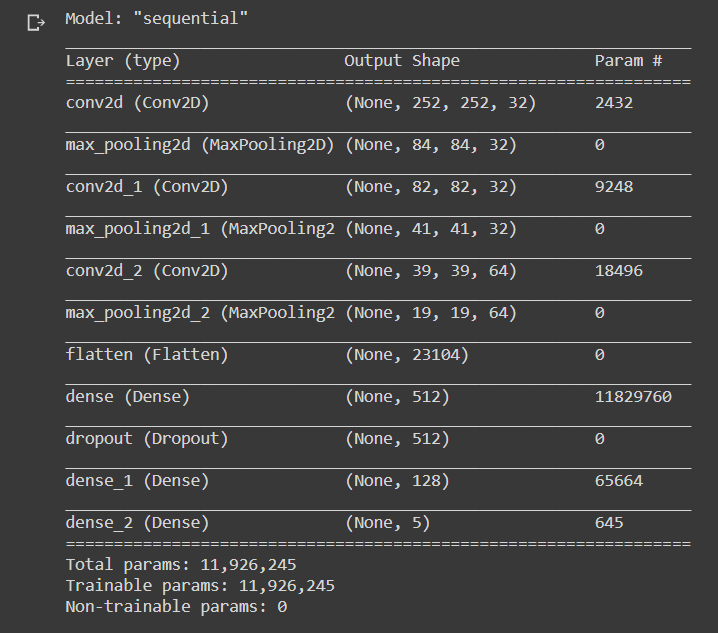 Model: "sequential"
Layer (type) Output Shape Param #
conv2d (Conv2D) (None, 252, 252, 32) 2432
max_pooling2d (MaxPooling2D) (None, 84, 84, 32) 0
conv2d_1 (Conv2D) (None, 82, 82, 32) 9248
max_pooling2d_1 (MaxPooling2 (None, 41, 41, 32) 0
conv2d_2 (Conv2D) (None, 39, 39, 64) 18496
max_pooling2d_2 (MaxPooling2 (None, 19, 19, 64) 0
flatten (Flatten) (None, 23104) 0
dense (Dense) (None, 512) 11829760
dropout (Dropout) (None, 512) 0
dense_1 (Dense) (None, 128) 65664
dense_2 (Dense) (None, 5) 645
Total params: 11,926,245
Trainable params: 11,926,245
Non-trainable params: 0